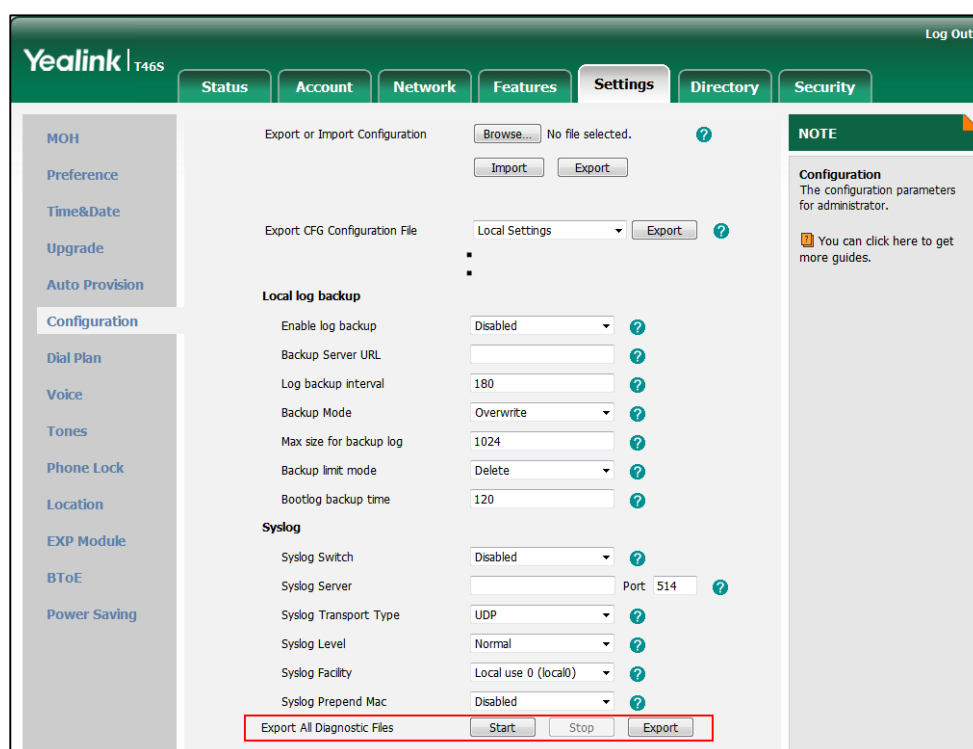 Log Out
Yealink | T46S
Status Account Network Features Settings Directory Security
MOH
Preference
Time&Date
Upgrade
Auto Provision
Configuration
Dial Plan
Voice
Tones
Phone Lock
Location
EXP Module
BToE
Power Saving
Export or Import Configuration Browse... No file selected. ?
Import Export
Export CFG Configuration File Local Settings Export ?
Local log backup
Enable log backup Disabled ?
Backup Server URL ?
Log backup interval 180 ?
Backup Mode Overwrite ?
Max size for backup log 1024 ?
Backup limit mode Delete ?
Bootlog backup time 120 ?
Syslog
Syslog Switch Disabled ?
Syslog Server Port 514 ?
Syslog Transport Type UDP ?
Syslog Level Normal ?
Syslog Facility Local use 0 (local0) ?
Syslog Prepend Mac Disabled ?
Export All Diagnostic Files Start Stop Export
NOTE
Configuration
The configuration parameters
for administrator.
? You can click here to get
more guides.